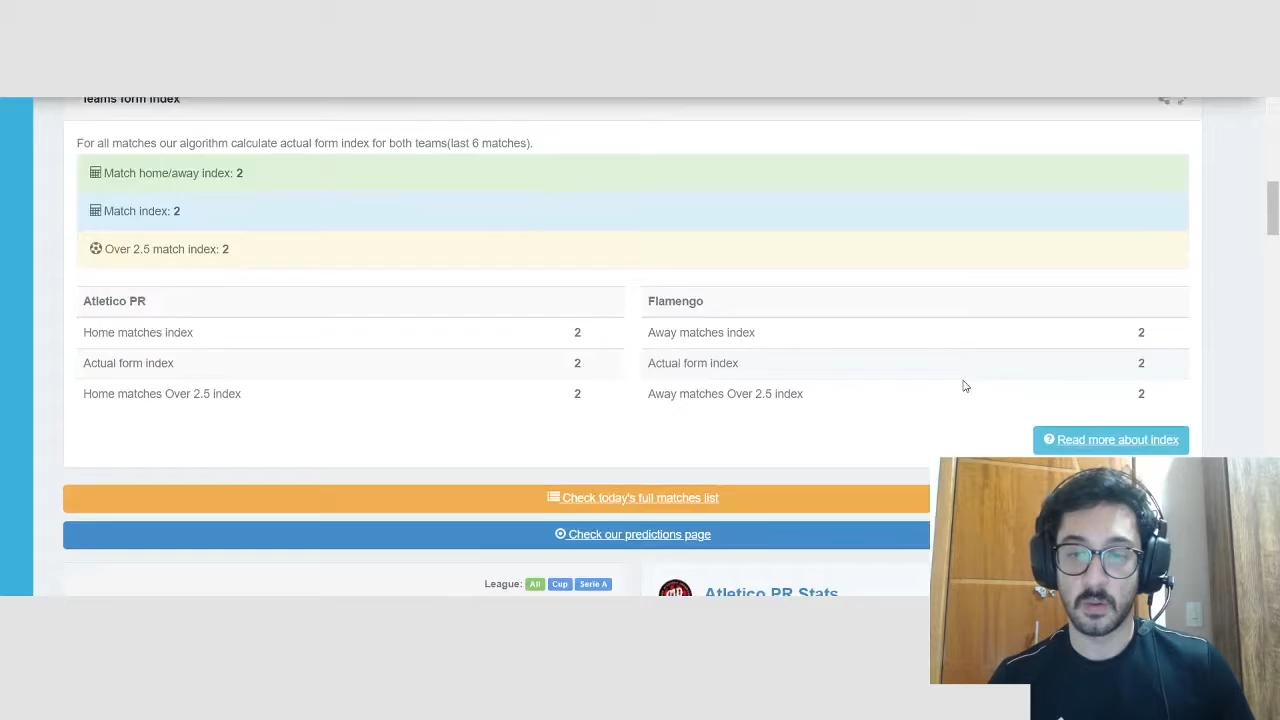 Teams form index
For all matches our algorithm calculate actual form index for both teams(last 6 matches).
Match home/away index: 2
Match index: 2
Over 2.5 match index: 2
Atletico PR
Home matches index 2
Actual form index 2
Home matches Over 2.5 index 2
Flamengo
Away matches index 2
Actual form index 2
Away matches Over 2.5 index 2
Read more about index
Check today's full matches list
Check our predictions page
League: All Cup Serie A
Atletico PR Stats